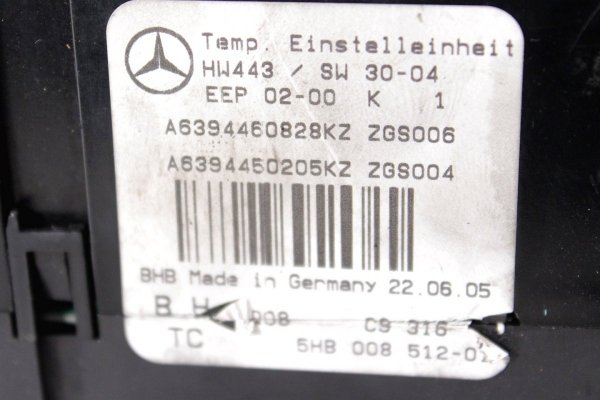 Temp. Einstelleinheit
HW443 / SW 30-04
EEP 02-00 K 1
A6394460828KZ ZGS006
A6394450205KZ ZGS004
BHB Made in Germany 22.06.05
B H 008 C9 316
TC 5HB 008 512-0